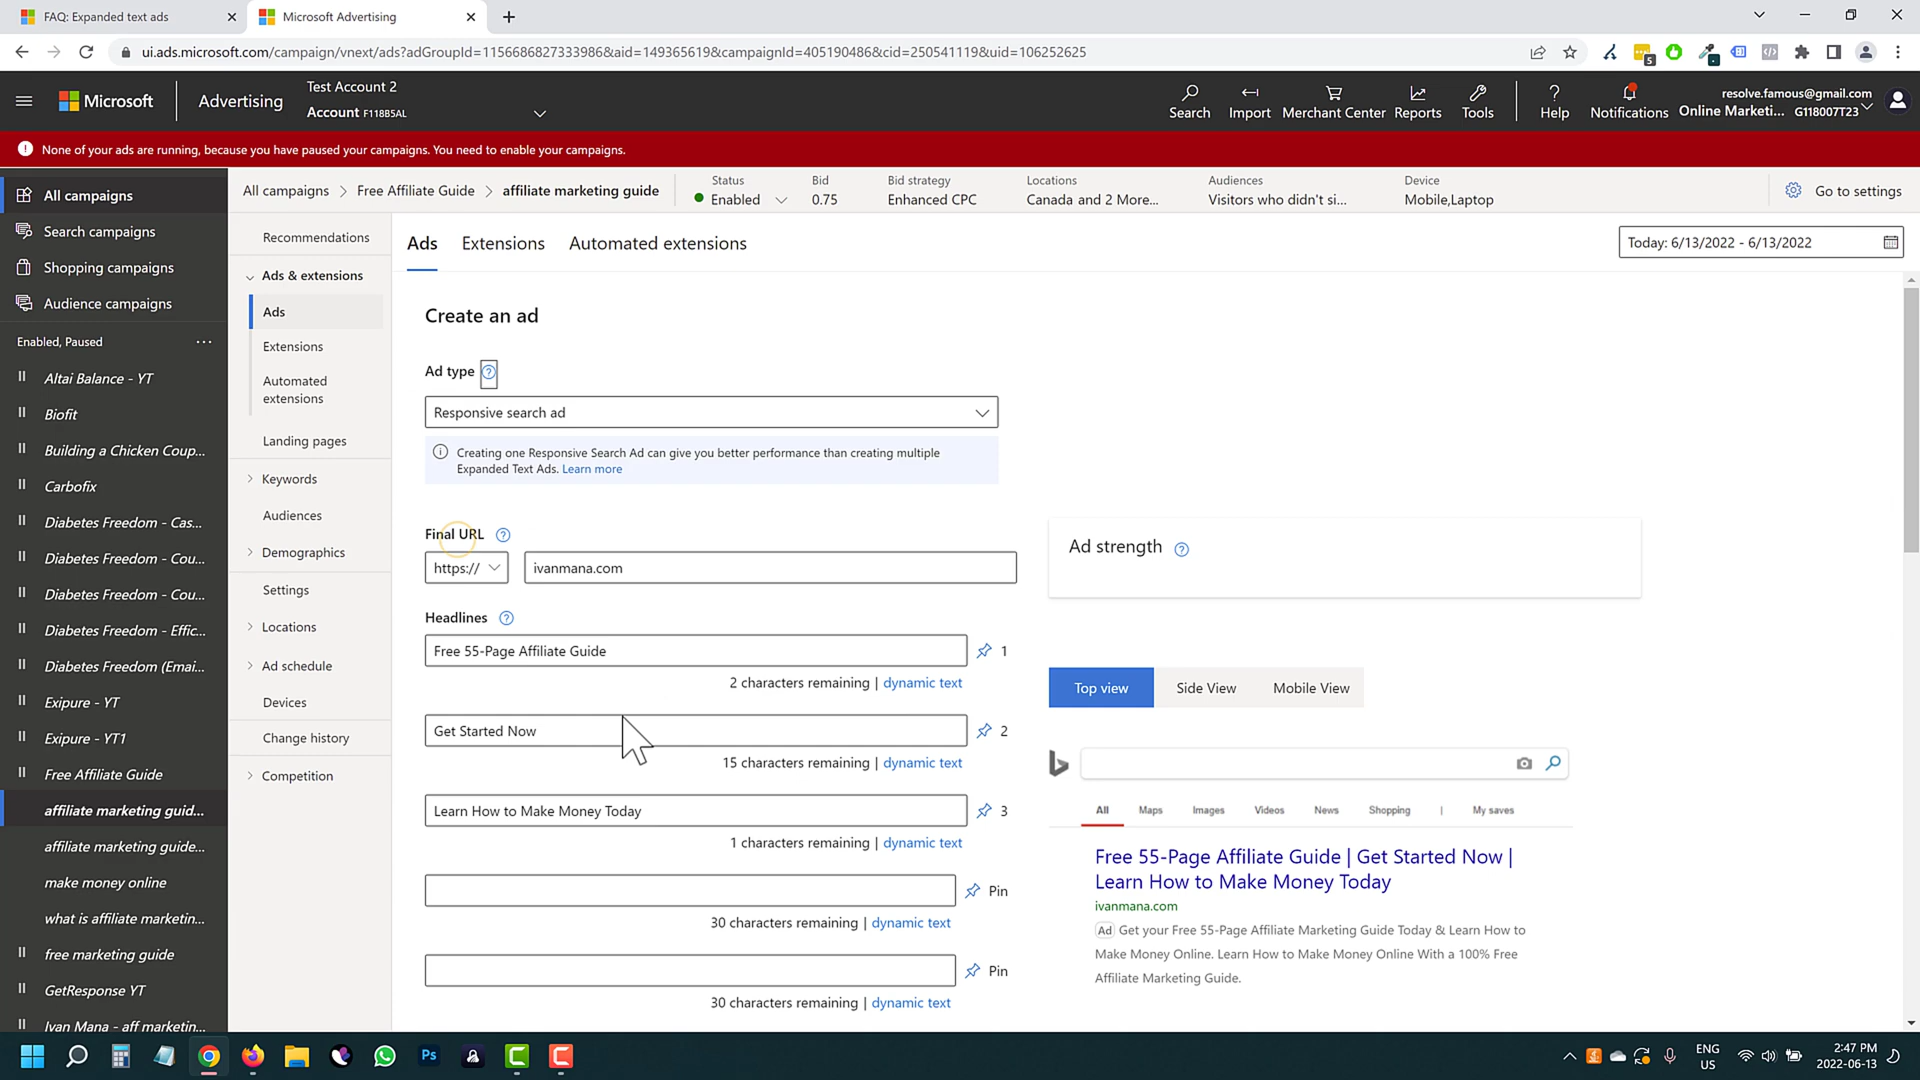 FAQ: Expanded text ads
Microsoft Advertising
ui.ads.microsoft.com/campaign/vnext/ads?adGroupId=1156686827333986&aid=149365619&campaignId=405190486&cid=250541119&uid=106252625
5
Microsoft
Advertising
Test Account 2
Account F118B5AL
Search
Import
Merchant Center
Reports
Tools
Help
Notifications
resolve.famous@gmail.com
Online Marketi... G118007T23
None of your ads are running, because you have paused your campaigns. You need to enable your campaigns.
All campaigns
Search campaigns
Shopping campaigns
Audience campaigns
Enabled, Paused
Altai Balance - YT
Biofit
Building a Chicken Coup...
Carbofix
Diabetes Freedom - Cas...
Diabetes Freedom - Cou...
Diabetes Freedom - Cou...
Diabetes Freedom - Effic...
Diabetes Freedom (Emai...
Exipure - YT
Exipure - YT1
Free Affiliate Guide
affiliate marketing guid...
affiliate marketing guide...
make money online
what is affiliate marketin...
free marketing guide
GetResponse YT
Ivan Mana - aff marketin...
All campaigns
Free Affiliate Guide
affiliate marketing guide
Status
Enabled
Bid
0.75
Bid strategy
Enhanced CPC
Locations
Canada and 2 More...
Audiences
Visitors who didn't si...
Device
Mobile,Laptop
Go to settings
Recommendations
Ads & extensions
Ads
Extensions
Automated extensions
Landing pages
Keywords
Audiences
Demographics
Settings
Locations
Ad schedule
Devices
Change history
Competition
Ads
Extensions
Automated extensions
Today: 6/13/2022 - 6/13/2022
Create an ad
Ad type
Responsive search ad
Creating one Responsive Search Ad can give you better performance than creating multiple
Expanded Text Ads. Learn more
Final URL
https://
ivanmana.com
Headlines
Free 55-Page Affiliate Guide
1
2 characters remaining | dynamic text
Get Started Now
2
15 characters remaining | dynamic text
Learn How to Make Money Today
3
1 characters remaining | dynamic text
Pin
30 characters remaining | dynamic text
Pin
30 characters remaining | dynamic text
Ad strength
Top view
Side View
Mobile View
All
Maps
Images
Videos
News
Shopping
|
My saves
Free 55-Page Affiliate Guide | Get Started Now |
Learn How to Make Money Today
ivanmana.com
Ad Get your Free 55-Page Affiliate Marketing Guide Today & Learn How to
Make Money Online. Learn How to Make Money Online With a 100% Free
Affiliate Marketing Guide.
Ps
ENG
US
2:47 PM
2022-06-13